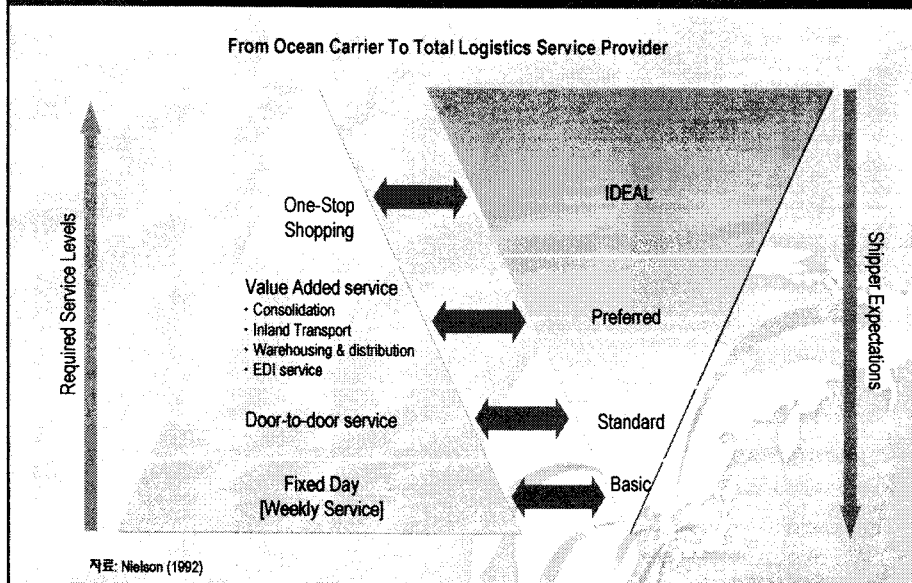 From Ocean Carrier To Total Logistics Service Provider
Required Service Levels
One-Stop
Shopping
IDEAL
Value Added service
· Consolidation
· Inland Transport
· Warehousing & distribution
· EDI service
Preferred
Door-to-door service
Standard
Fixed Day
[Weekly Service]
Basic
Shipper Expectations
자료: Nielson (1992)